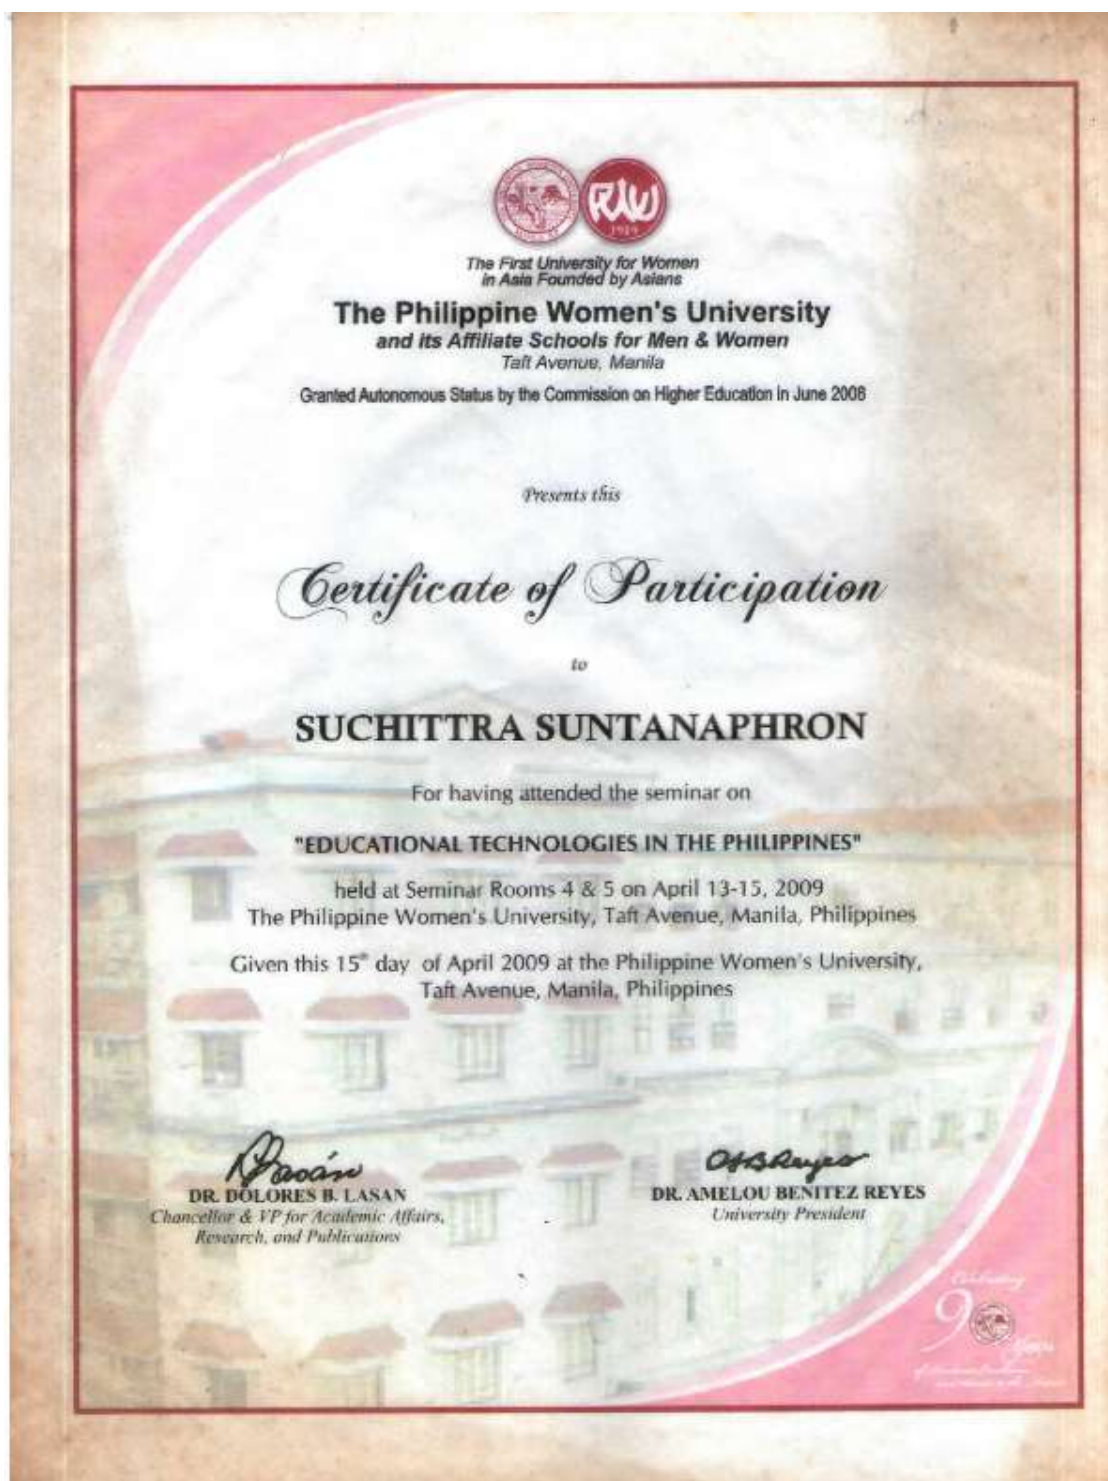 PWU
1919
The First University for Women
in Asia Founded by Asians
The Philippine Women's University
and its Affiliate Schools for Men & Women
Taft Avenue, Manila
Granted Autonomous Status by the Commission on Higher Education in June 2008
Presents this
Certificate of Participation
to
SUCHITTRA SUNTANAPHRON
For having attended the seminar on
"EDUCATIONAL TECHNOLOGIES IN THE PHILIPPINES"
held at Seminar Rooms 4 & 5 on April 13-15, 2009
The Philippine Women's University, Taft Avenue, Manila, Philippines
Given this 15th day of April 2009 at the Philippine Women's University,
Taft Avenue, Manila, Philippines
DR. DOLORES B. LASAN
Chancellor & VP for Academic Affairs,
Research, and Publications
DR. AMELOU BENITEZ REYES
University President
Celebrating
90
Years